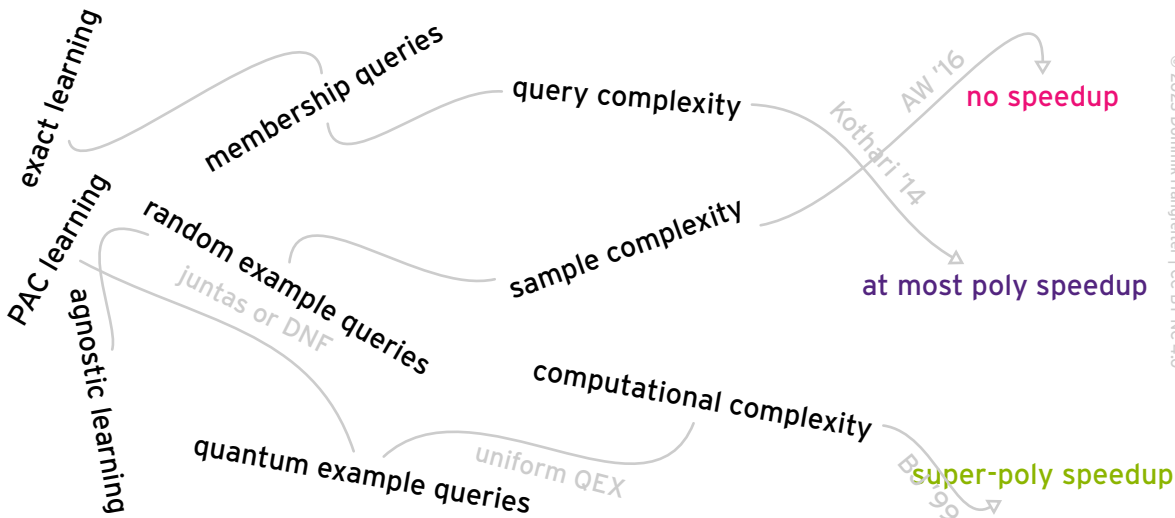 exact learning
membership queries
query complexity
AW '16
no speedup
Kothari '14
PAC learning
random example queries
sample complexity
juntas or DNF
at most poly speedup
agnostic learning
computational complexity
quantum example queries
uniform QEX
super-poly speedup